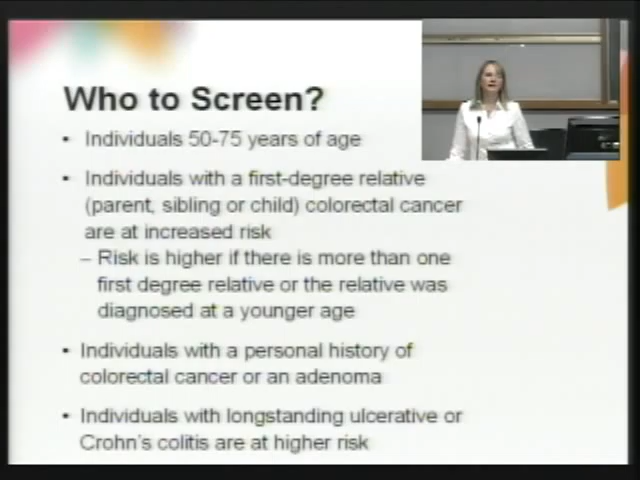 Who to Screen?
• Individuals 50-75 years of age
• Individuals with a first-degree relative
(parent, sibling or child) colorectal cancer
are at increased risk
– Risk is higher if there is more than one
first degree relative or the relative was
diagnosed at a younger age
• Individuals with a personal history of
colorectal cancer or an adenoma
• Individuals with longstanding ulcerative or
Crohn's colitis are at higher risk